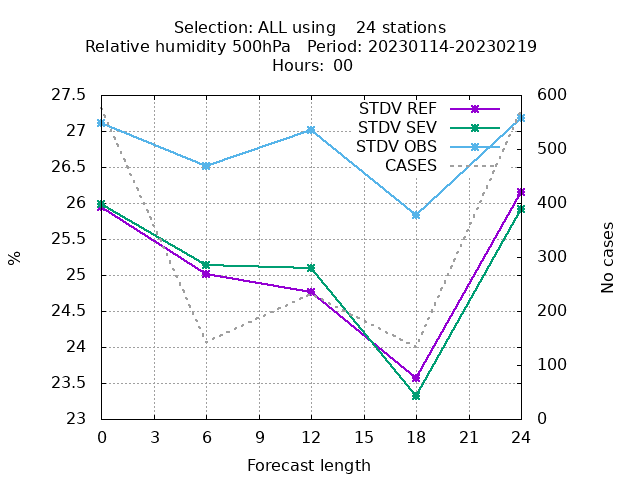 Selection: ALL using    24 stations
Relative humidity 500hPa   Period: 20230114-20230219
Hours:  00
27.5
27
26.5
26
25.5
25
24.5
24
23.5
23
%
STDV REF
STDV SEV
STDV OBS
CASES
600
500
400
300
200
100
0
No cases
0 3 6 9 12 15 18 21 24
Forecast length